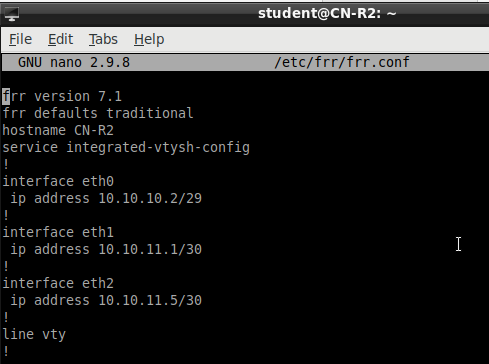 student@CN-R2: ~
File Edit Tabs Help
GNU nano 2.9.8 /etc/frr/frr.conf
frr version 7.1
frr defaults traditional
hostname CN-R2
service integrated-vtysh-config
!
interface eth0
ip address 10.10.10.2/29
!
interface eth1
ip address 10.10.11.1/30
!
interface eth2
ip address 10.10.11.5/30
!
line vty
!